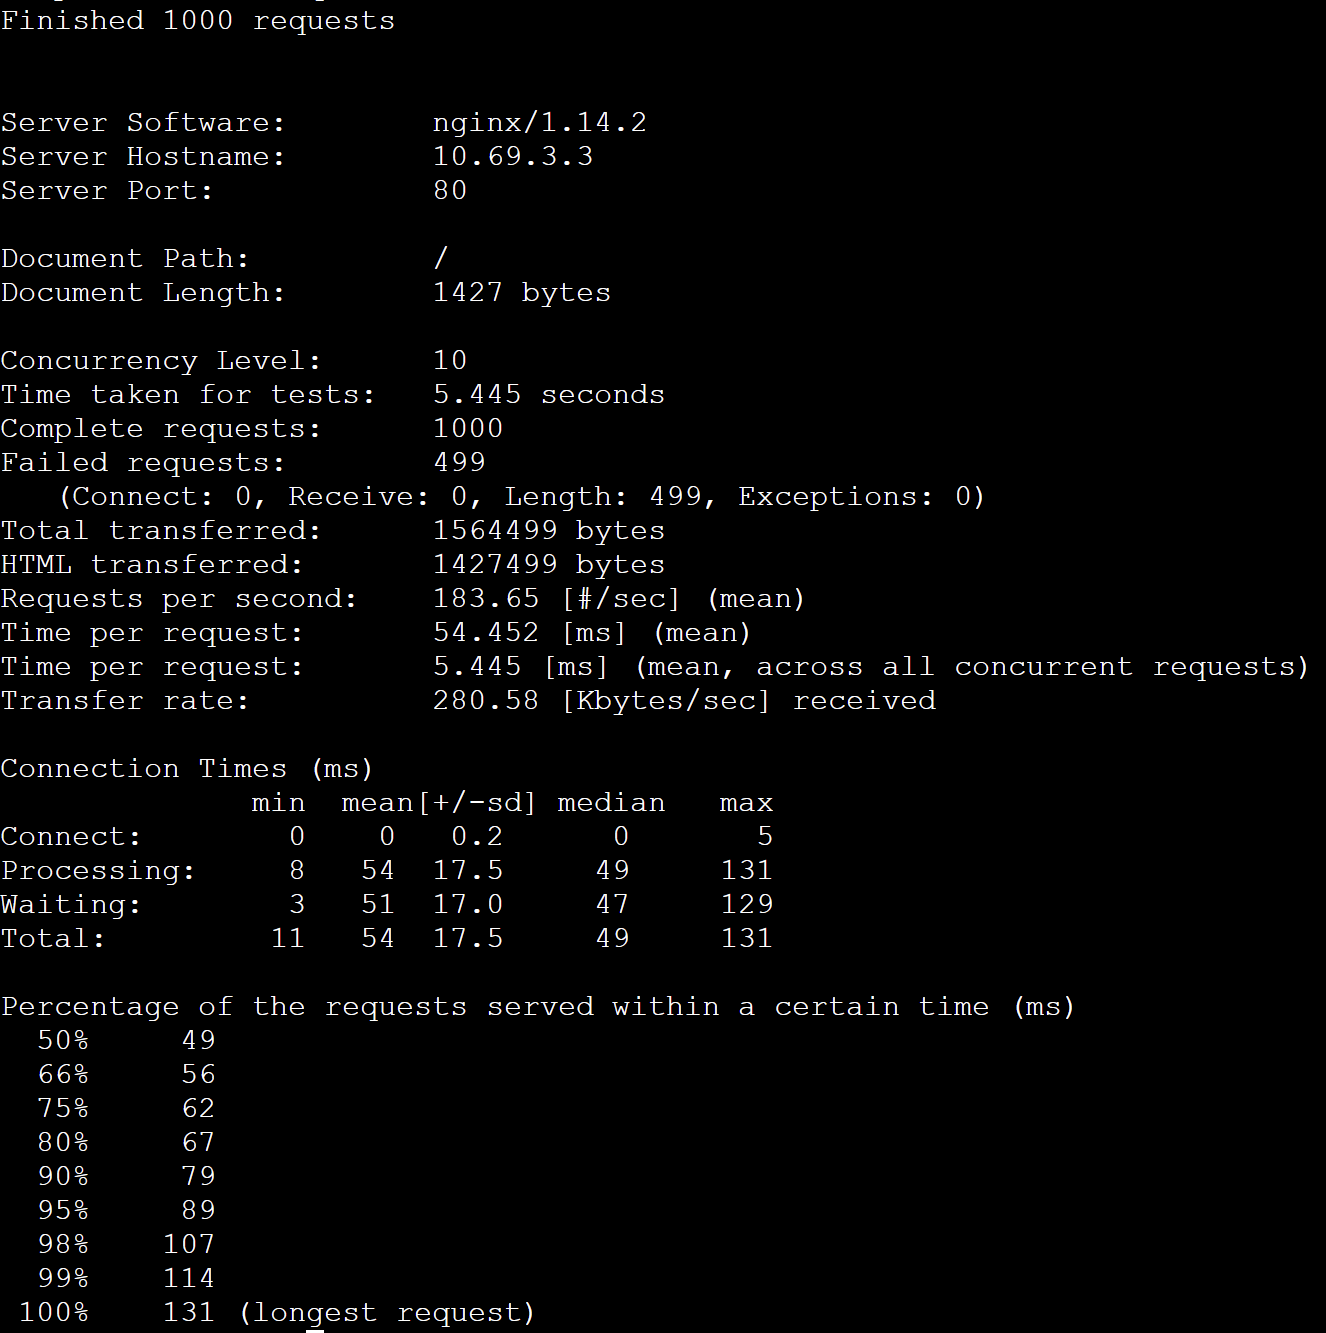 Finished 1000 requests
Server Software: nginx/1.14.2
Server Hostname: 10.69.3.3
Server Port: 80
Document Path: /
Document Length: 1427 bytes
Concurrency Level: 10
Time taken for tests: 5.445 seconds
Complete requests: 1000
Failed requests: 499
(Connect: 0, Receive: 0, Length: 499, Exceptions: 0)
Total transferred: 1564499 bytes
HTML transferred: 1427499 bytes
Requests per second: 183.65 [#/sec] (mean)
Time per request: 54.452 [ms] (mean)
Time per request: 5.445 [ms] (mean, across all concurrent requests)
Transfer rate: 280.58 [Kbytes/sec] received
Connection Times (ms)
min mean[+/-sd] median max
Connect: 0 0 0.2 0 5
Processing: 8 54 17.5 49 131
Waiting: 3 51 17.0 47 129
Total: 11 54 17.5 49 131
Percentage of the requests served within a certain time (ms)
50% 49
66% 56
75% 62
80% 67
90% 79
95% 89
98% 107
99% 114
100% 131 (longest request)